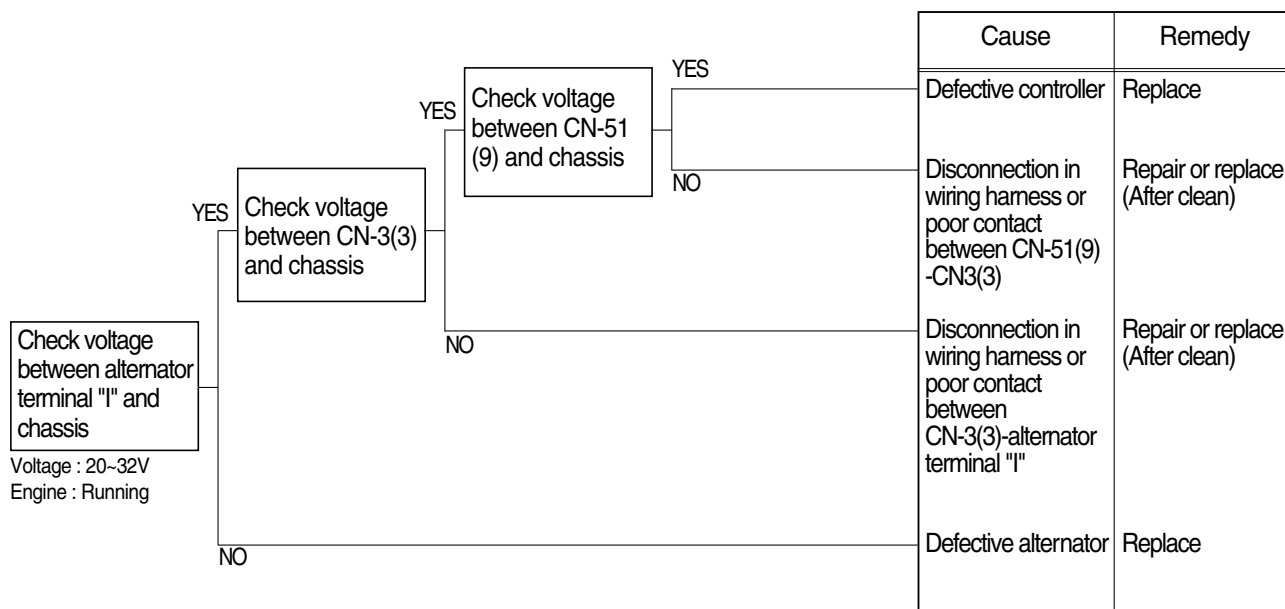 Cause
Remedy
YES
Defective controller
Replace
YES
Check voltage
between CN-51
(9) and chassis
NO
Disconnection in
wiring harness or
poor contact
between CN-51(9)
-CN3(3)
Repair or replace
(After clean)
YES
Check voltage
between CN-3(3)
and chassis
NO
Disconnection in
wiring harness or
poor contact
between
CN-3(3)-alternator
terminal "I"
Repair or replace
(After clean)
Check voltage
between alternator
terminal "I" and
chassis
Voltage : 20~32V
Engine : Running
NO
Defective alternator
Replace